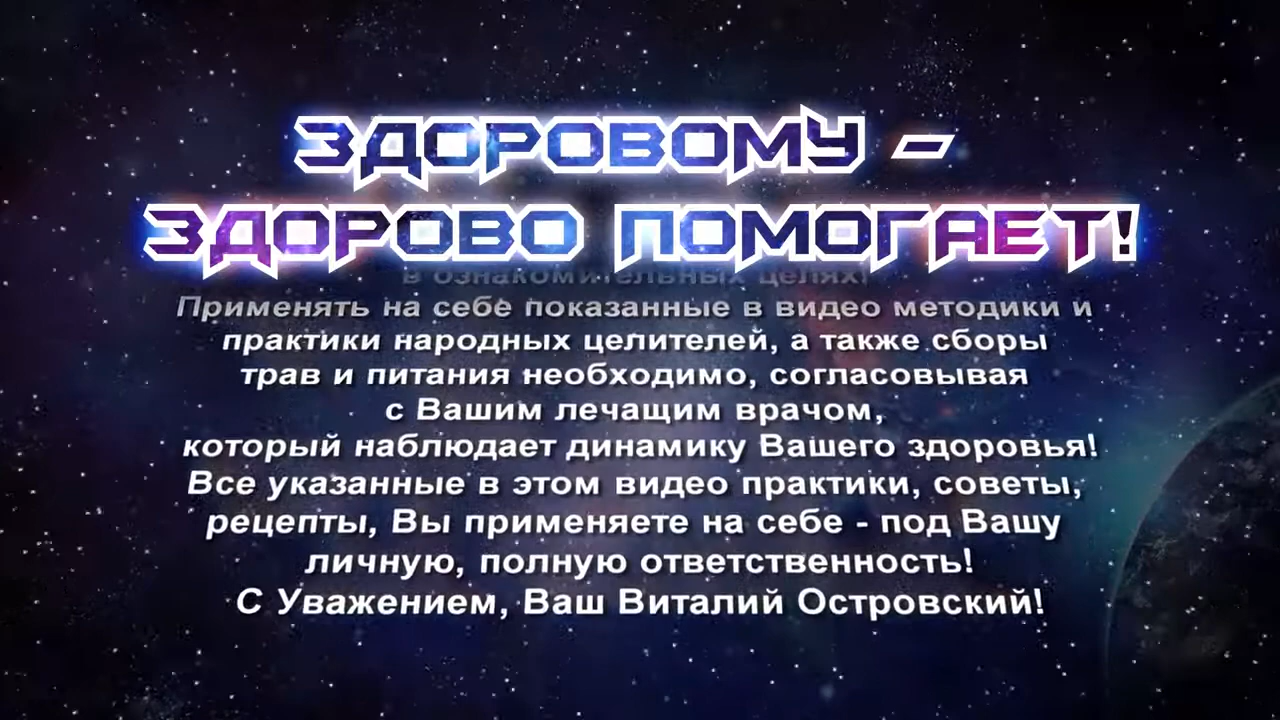 ЗДОРОВОМУ -
ЗДОРОВО ПОМОГАЕТ!
в ознакомительных целях!
Применять на себе показанные в видео методики и
практики народных целителей, а также сборы
трав и питания необходимо, согласовывая
с Вашим лечащим врачом,
который наблюдает динамику Вашего здоровья!
Все указанные в этом видео практики, советы,
рецепты, Вы применяете на себе - под Вашу
личную, полную ответственность!
С Уважением, Ваш Виталий Островский!